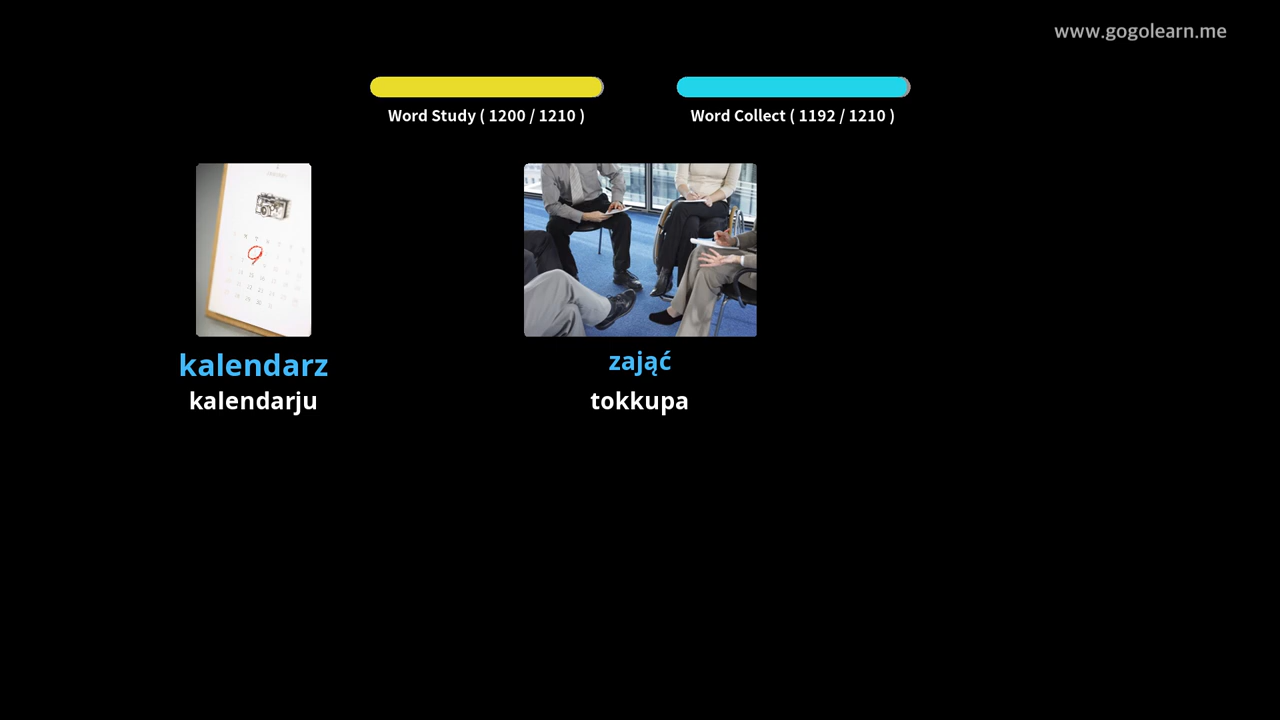 www.gogolearn.me
Word Study ( 1200 / 1210 )
Word Collect ( 1192 / 1210 )
kalendarz
kalendarju
zająć
tokkupa